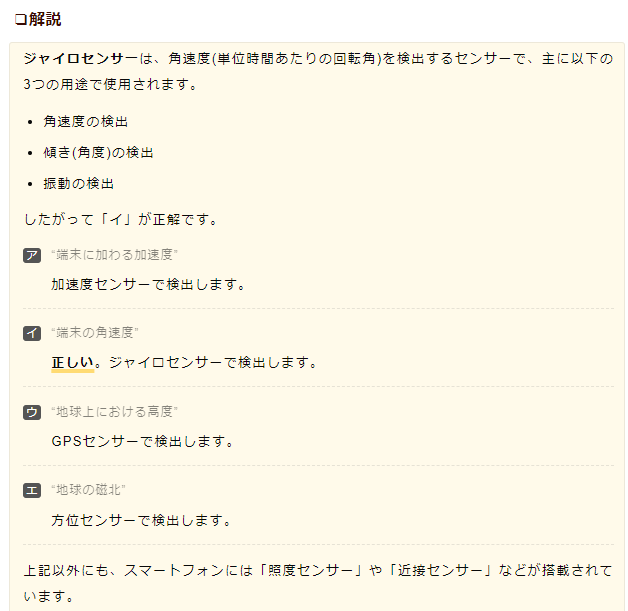 ❏解説
ジャイロセンサーは、角速度(単位時間あたりの回転角)を検出するセンサーで、主に以下の
3つの用途で使用されます。
• 角速度の検出
• 傾き(角度)の検出
• 振動の検出
したがって「イ」が正解です。
ア “端末に加わる加速度”
加速度センサーで検出します。
イ “端末の角速度”
正しい。ジャイロセンサーで検出します。
ウ “地球上における高度”
GPSセンサーで検出します。
エ “地球の磁北”
方位センサーで検出します。
上記以外にも、スマートフォンには「照度センサー」や「近接センサー」などが搭載されて
います。